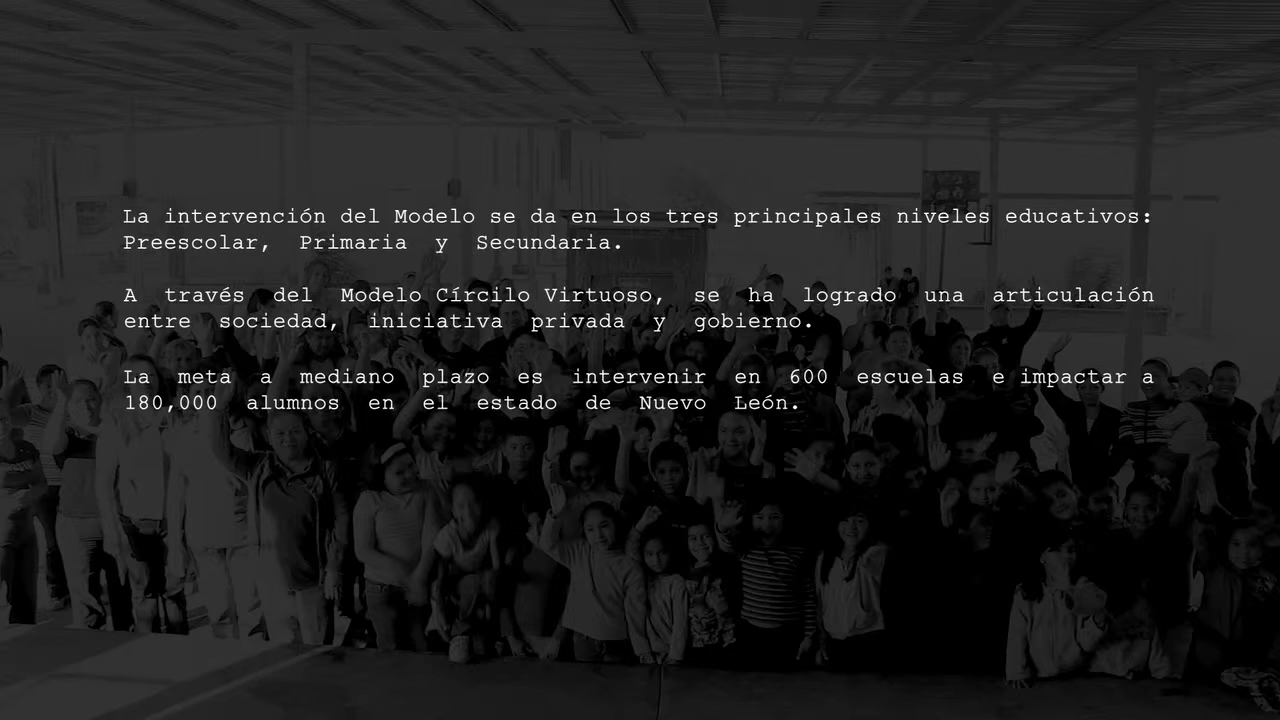 La intervención del Modelo se da en los tres principales niveles educativos:
Preescolar, Primaria y Secundaria.
A través del Modelo Círcilo Virtuoso, se ha logrado una articulación
entre sociedad, iniciativa privada y gobierno.
La meta a mediano plazo es intervenir en 600 escuelas e impactar a
180,000 alumnos en el estado de Nuevo León.